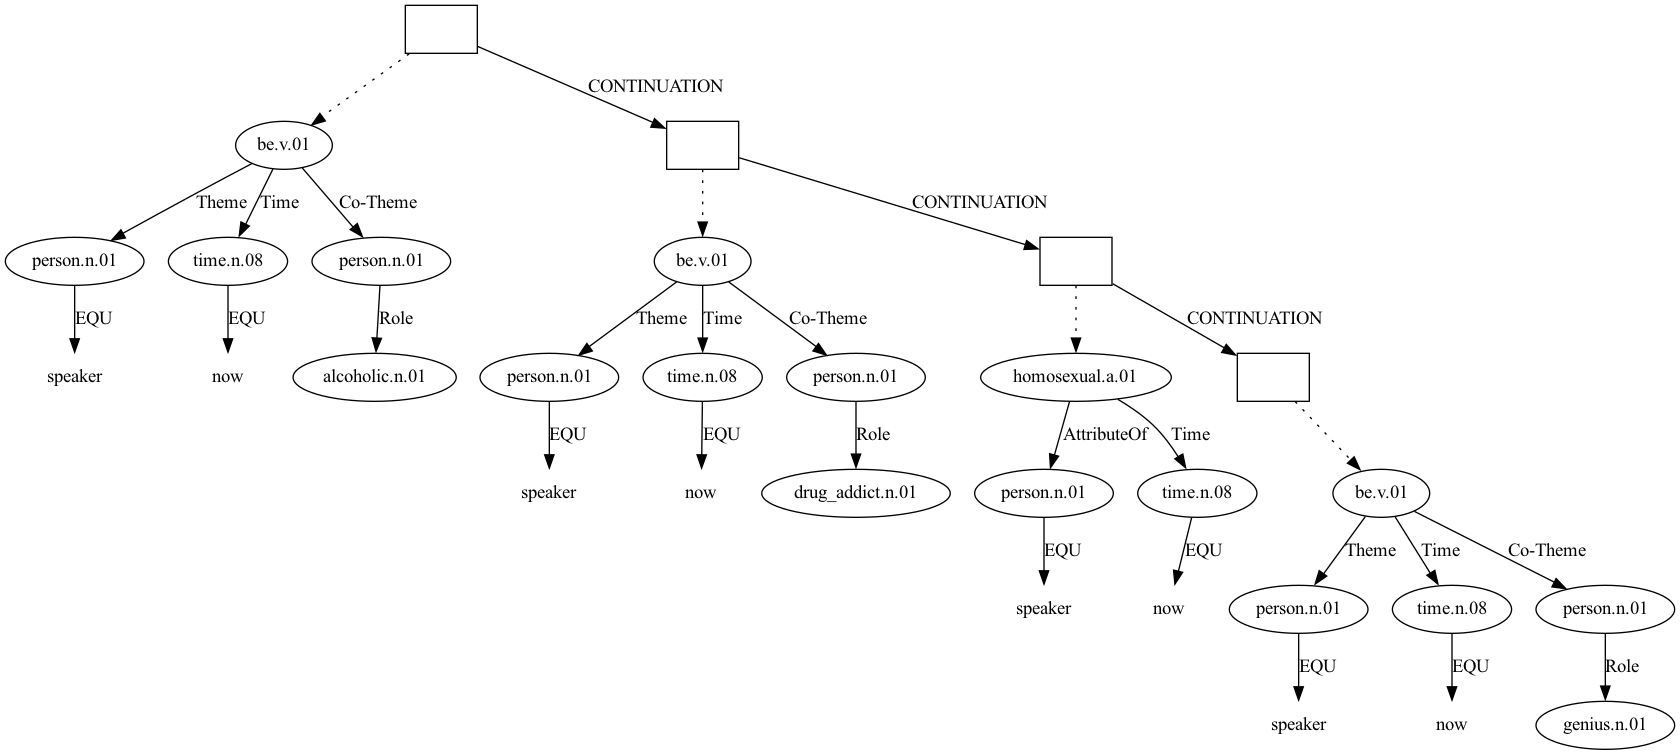 CONTINUATION
be.v.01
CONTINUATION
Theme Time Co-Theme
person.n.01 time.n.08 person.n.01 be.v.01
EQU EQU Role Theme Time Co-Theme CONTINUATION
speaker now alcoholic.n.01 person.n.01 time.n.08 person.n.01 homosexual.a.01
EQU EQU Role AttributeOf Time
speaker now drug_addict.n.01 person.n.01 time.n.08 be.v.01
EQU EQU Theme Time Co-Theme
speaker now person.n.01 time.n.08 person.n.01
EQU EQU Role
speaker now genius.n.01